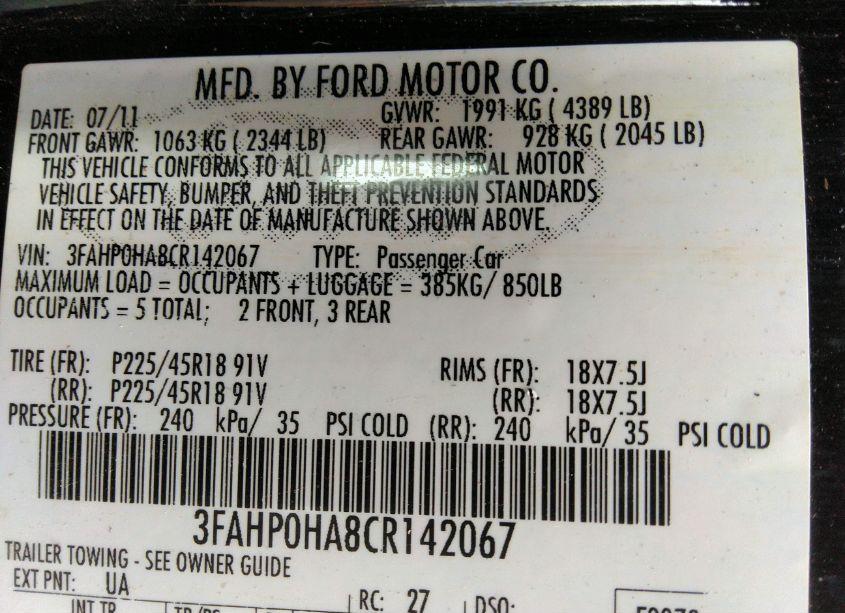 MFD. BY FORD MOTOR CO.
DATE: 07/11 GVWR: 1991 KG ( 4389 LB)
FRONT GAWR: 1063 KG ( 2344 LB) REAR GAWR: 928 KG ( 2045 LB)
THIS VEHICLE CONFORMS TO ALL APPLICABLE FEDERAL MOTOR
VEHICLE SAFETY, BUMPER, AND THEFT PREVENTION STANDARDS
IN EFFECT ON THE DATE OF MANUFACTURE SHOWN ABOVE.
VIN: 3FAHP0HA8CR142067 TYPE: Passenger Car
MAXIMUM LOAD = OCCUPANTS + LUGGAGE = 385KG/ 850LB
OCCUPANTS = 5 TOTAL; 2 FRONT, 3 REAR
TIRE (FR): P225/45R18 91V RIMS (FR): 18X7.5J
(RR): P225/45R18 91V (RR): 18X7.5J
PRESSURE (FR): 240 kPa/ 35 PSI COLD (RR): 240 kPa/ 35 PSI COLD
3FAHP0HA8CR142067
TRAILER TOWING - SEE OWNER GUIDE
EXT PNT: UA RC: 27 DSO:
INT TR